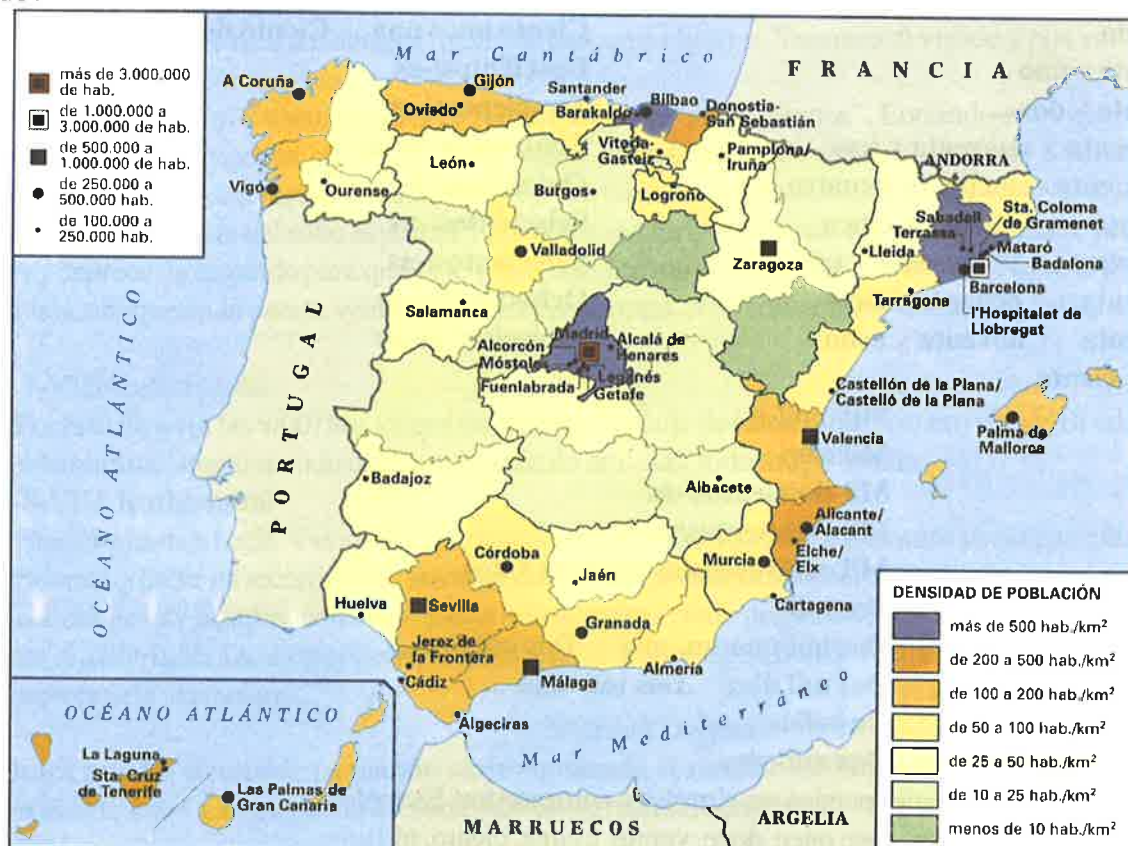 más de 3.000.000
de hab.
de 1.000.000 a
3.000.000 de hab.
de 500.000 a
1.000.000 de hab.
de 250.000 a
500.000 hab.
de 100.000 a
250.000 hab.
Mar Cantábrico
FRANCIA
A Coruña
Gijón
Oviedo
Santander
Barakaldo
Bilbao
Donostia-
San Sebastián
Vitoria-
Gasteiz
Pamplona/
Iruña
León
Burgos
Logroño
ANDORRA
Vigo
Ourense
Valladolid
Zaragoza
Lleida
Sabadell
Terrassa
Sta. Coloma
de Gramenet
Mataró
Badalona
Barcelona
l'Hospitalet de
Llobregat
Tarragona
Salamanca
Madrid
Alcorcón
Móstoles
Fuenlabrada
Alcalá de
Henares
Leganés
Getafe
OCÉANO ATLÁNTICO
PORTUGAL
Castellón de la Plana/
Castelló de la Plana
Valencia
Palma de
Mallorca
Badajoz
Albacete
Alicante/
Alacant
Elche/
Elx
Murcia
Cartagena
Córdoba
Jaén
Huelva
Sevilla
Granada
Jerez de
la Frontera
Cádiz
Málaga
Almería
Algeciras
Mar Mediterráneo
OCÉANO ATLÁNTICO
La Laguna
Sta. Cruz
de Tenerife
Las Palmas de
Gran Canaria
MARRUECOS
ARGELIA
DENSIDAD DE POBLACIÓN
más de 500 hab./km²
de 200 a 500 hab./km²
de 100 a 200 hab./km²
de 50 a 100 hab./km²
de 25 a 50 hab./km²
de 10 a 25 hab./km²
menos de 10 hab./km²